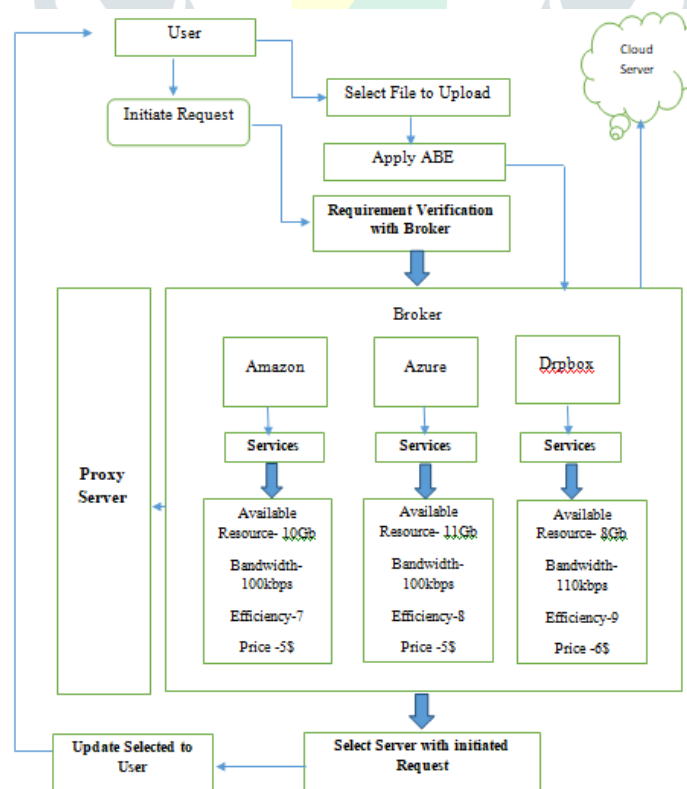 User
Cloud
Server
Select File to Upload
Initiate Request
Apply ABE
Requirement Verification
with Broker
Broker
Amazon
Azure
Drpbox
Services
Services
Services
Proxy
Server
Available
Resource- 10Gb
Bandwidth-
100kbps
Efficiency-7
Price -5$
Available
Resource- 11Gb
Bandwidth-
100kbps
Efficiency-8
Price -5$
Available
Resource- 8Gb
Bandwidth-
110kbps
Efficiency-9
Price -6$
Update Selected to
User
Select Server with initiated
Request